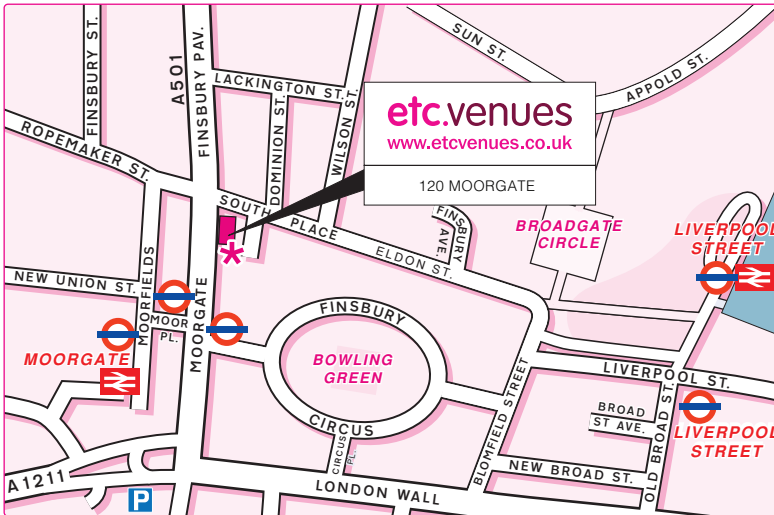 SUN ST.
APPOLD ST.
FINSBURY ST.
A501
FINSBURY PAV.
LACKINGTON ST.
WILSON ST.
DOMINION ST.
etc.venues
www.etcvenues.co.uk
120 MOORGATE
ROPEMAKER ST.
SOUTH PLACE
ELDON ST.
FINSBURY
AVE.
BROADGATE
CIRCLE
LIVERPOOL
STREET
*
NEW UNION ST.
MOORFIELDS
MOOR
PL.
MOORGATE
MOORGATE
FINSBURY
CIRCUS
BOWLING
GREEN
CIRCUS
PL.
BLOMFIELD STREET
LIVERPOOL ST.
BROAD
ST AVE.
OLD BROAD ST.
LIVERPOOL
STREET
NEW BROAD ST.
A1211
P
LONDON WALL